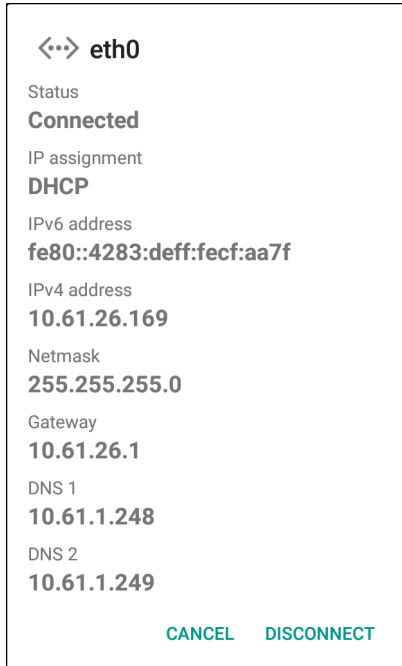 eth0
Status
Connected
IP assignment
DHCP
IPv6 address
fe80::4283:deff:fecf:aa7f
IPv4 address
10.61.26.169
Netmask
255.255.255.0
Gateway
10.61.26.1
DNS 1
10.61.1.248
DNS 2
10.61.1.249
CANCEL DISCONNECT